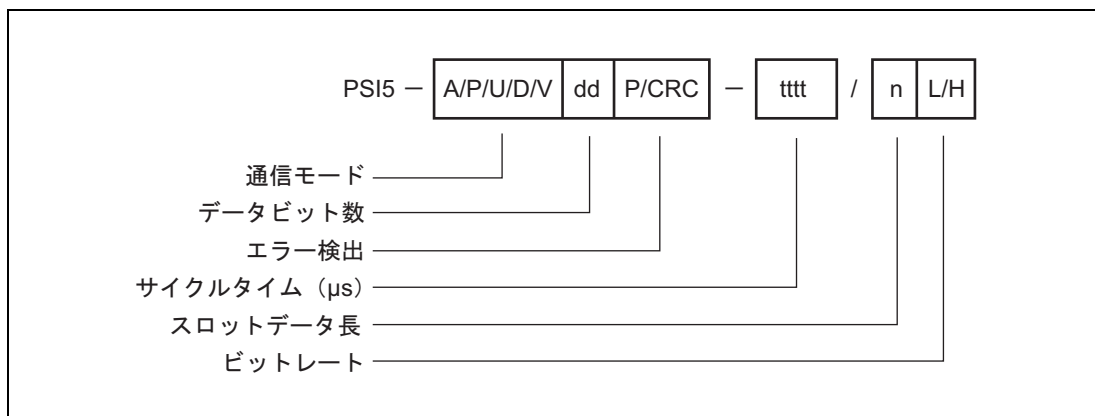 PSI5 － A/P/U/D/V dd P/CRC － tttt / n L/H
通信モード
データビット数
エラー検出
サイクルタイム（µs）
スロットデータ長
ビットレート